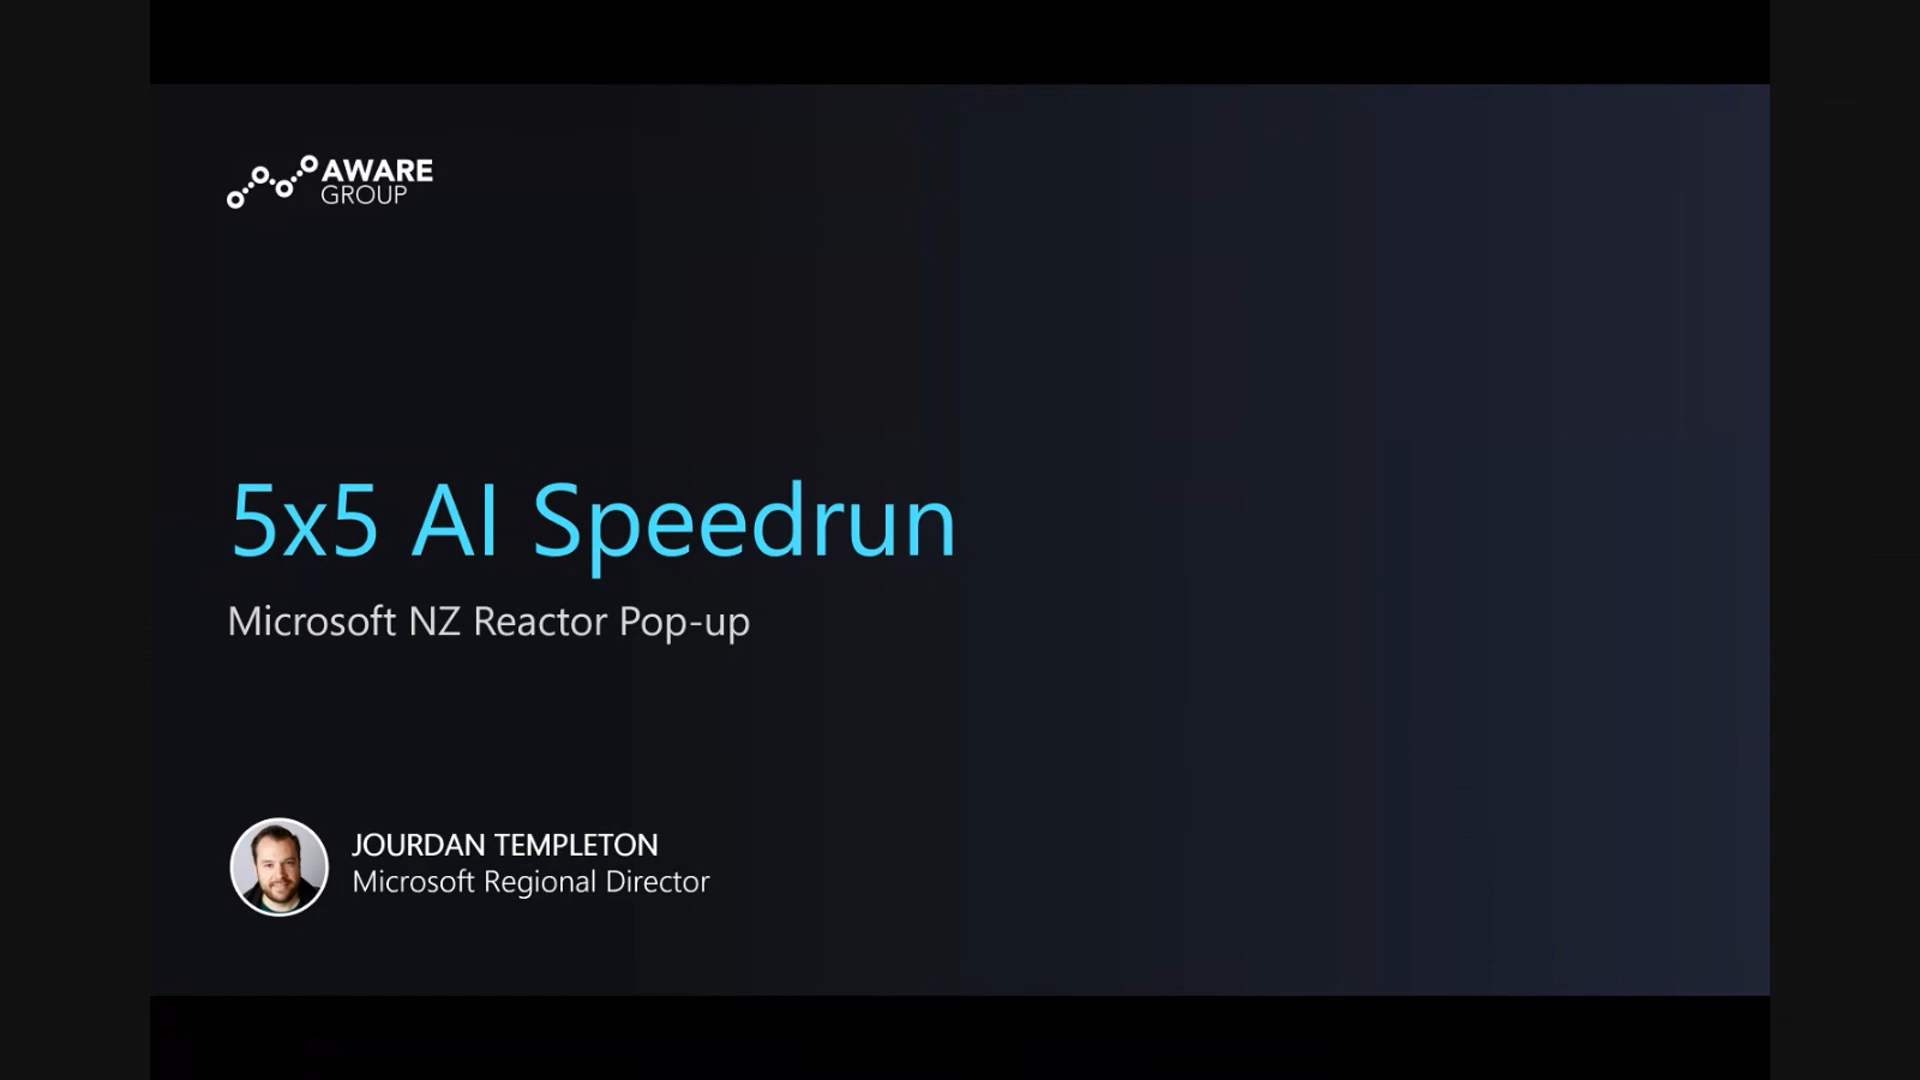 AWARE
GROUP
5x5 AI Speedrun
Microsoft NZ Reactor Pop-up
JOURDAN TEMPLETON
Microsoft Regional Director